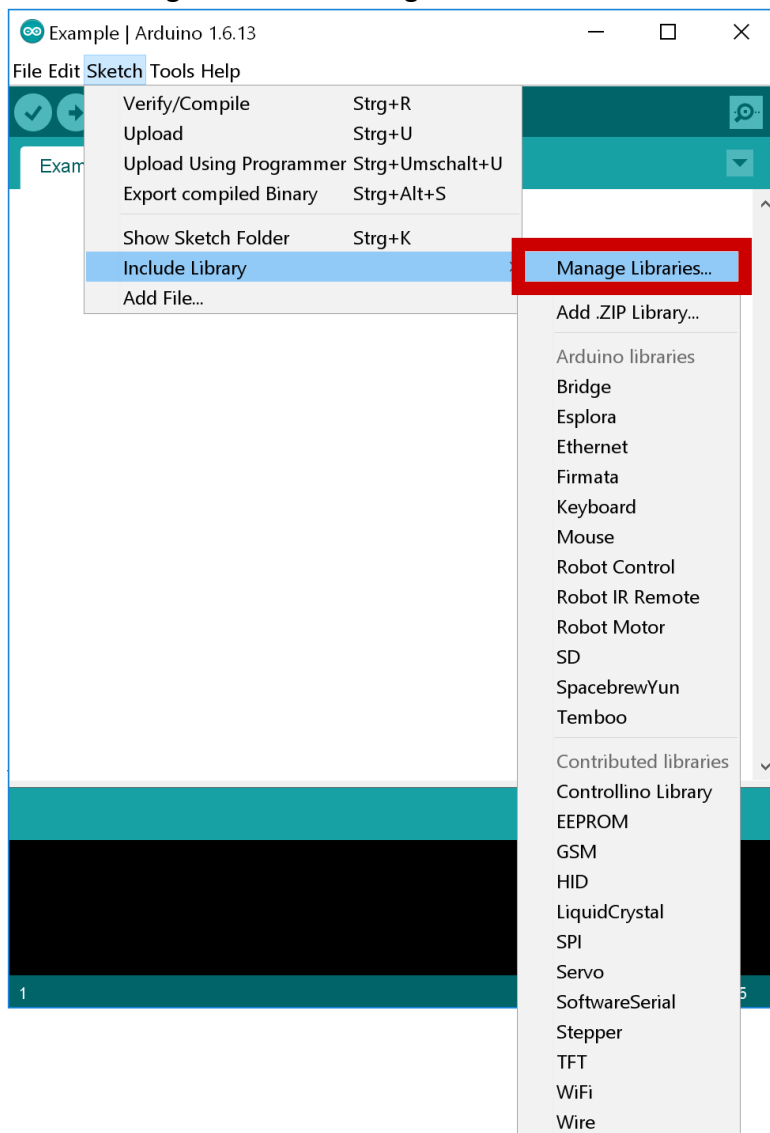 Example | Arduino 1.6.13
File Edit Sketch Tools Help
Verify/Compile Strg+R
Upload Strg+U
Upload Using Programmer Strg+Umschalt+U
Export compiled Binary Strg+Alt+S
Show Sketch Folder Strg+K
Include Library
Add File...
Exam
Manage Libraries...
Add .ZIP Library...
Arduino libraries
Bridge
Esplora
Ethernet
Firmata
Keyboard
Mouse
Robot Control
Robot IR Remote
Robot Motor
SD
SpacebrewYun
Temboo
Contributed libraries
Controllino Library
EEPROM
GSM
HID
LiquidCrystal
SPI
Servo
SoftwareSerial
Stepper
TFT
WiFi
Wire
1